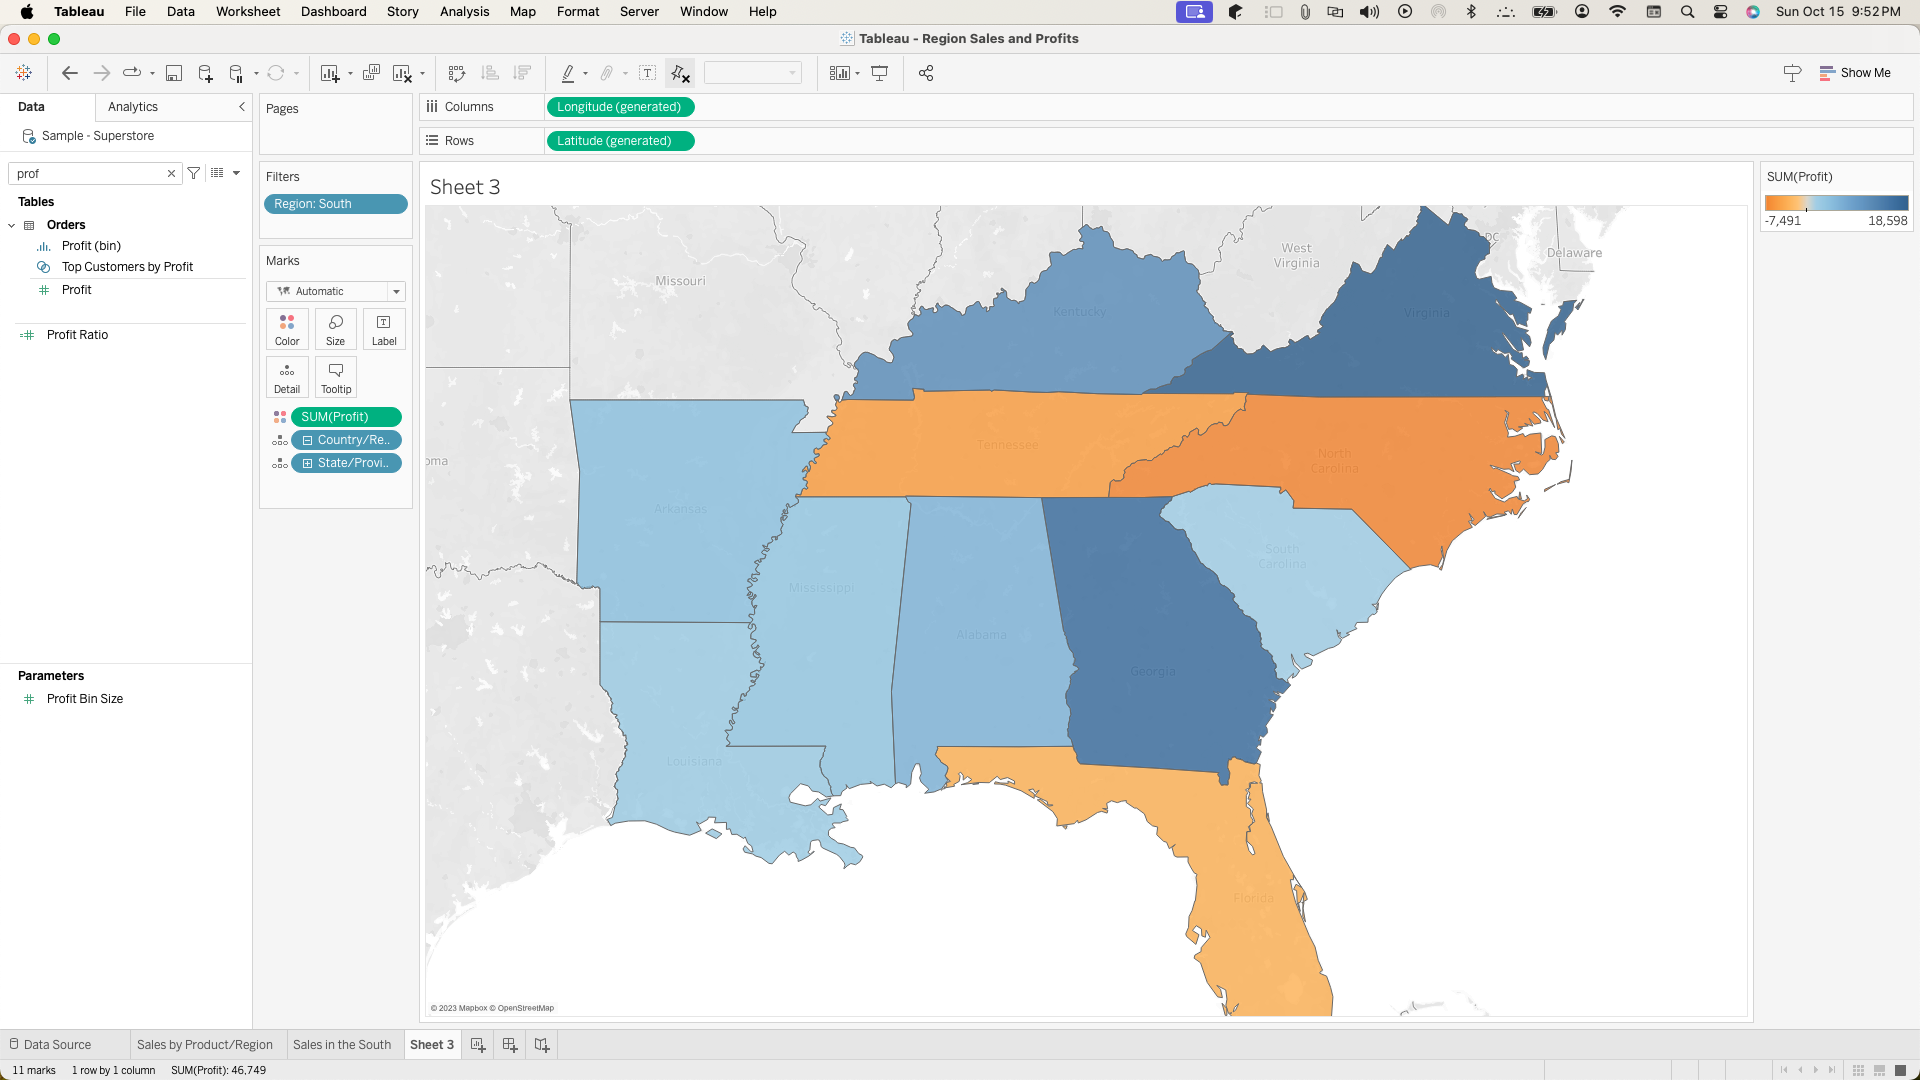 Tableau File Data Worksheet Dashboard Story Analysis Map Format Server Window Help Sun Oct 15 9:52 PM
Tableau - Region Sales and Profits
Show Me
Data Analytics
Sample - Superstore
prof
Tables
Orders
Profit (bin)
Top Customers by Profit
Profit
Profit Ratio
Parameters
Profit Bin Size
Pages
Filters
Region: South
Marks
Automatic
Color Size Label
Detail Tooltip
SUM(Profit)
Country/Re..
State/Provi..
Columns Longitude (generated)
Rows Latitude (generated)
Sheet 3
Missouri
West
Virginia
DC
Delaware
Kentucky
Virginia
oma
Tennessee
North
Carolina
Arkansas
South
Carolina
Mississippi
Alabama
Georgia
Louisiana
Florida
© 2023 Mapbox © OpenStreetMap
SUM(Profit)
-7,491 18,598
Data Source Sales by Product/Region Sales in the South Sheet 3
11 marks 1 row by 1 column SUM(Profit): 46,749